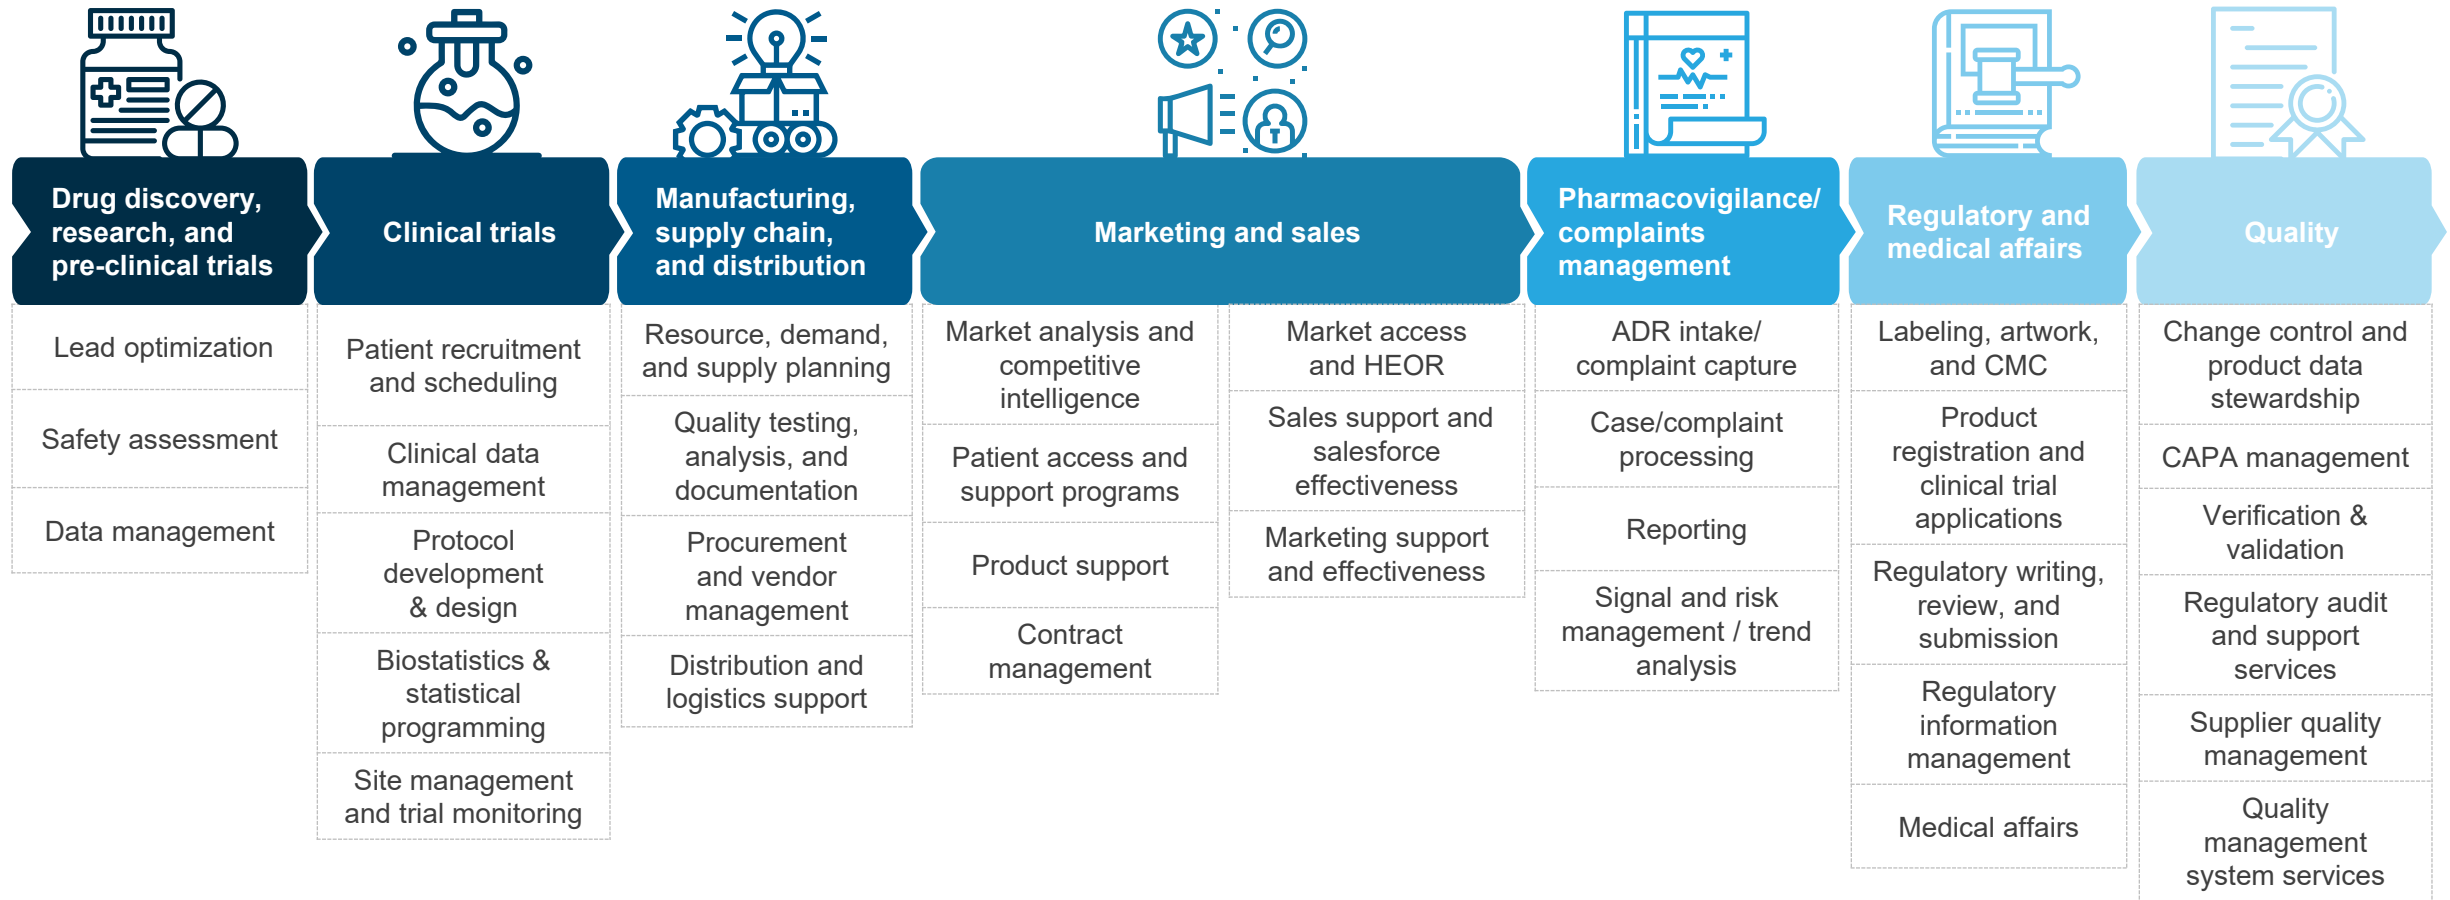 Drug discovery,
research, and
pre-clinical trials
Clinical trials
Manufacturing,
supply chain,
and distribution
Marketing and sales
Pharmacovigilance/
complaints
management
Regulatory and
medical affairs
Quality
Lead optimization
Safety assessment
Data management
Patient recruitment
and scheduling
Clinical data
management
Protocol
development
& design
Biostatistics &
statistical
programming
Site management
and trial monitoring
Resource, demand,
and supply planning
Quality testing,
analysis, and
documentation
Procurement
and vendor
management
Distribution and
logistics support
Market analysis and
competitive
intelligence
Patient access and
support programs
Product support
Contract
management
Market access
and HEOR
Sales support and
salesforce
effectiveness
Marketing support
and effectiveness
ADR intake/
complaint capture
Case/complaint
processing
Reporting
Signal and risk
management / trend
analysis
Labeling, artwork,
and CMC
Product
registration and
clinical trial
applications
Regulatory writing,
review, and
submission
Regulatory
information
management
Medical affairs
Change control and
product data
stewardship
CAPA management
Verification &
validation
Regulatory audit
and support
services
Supplier quality
management
Quality
management
system services